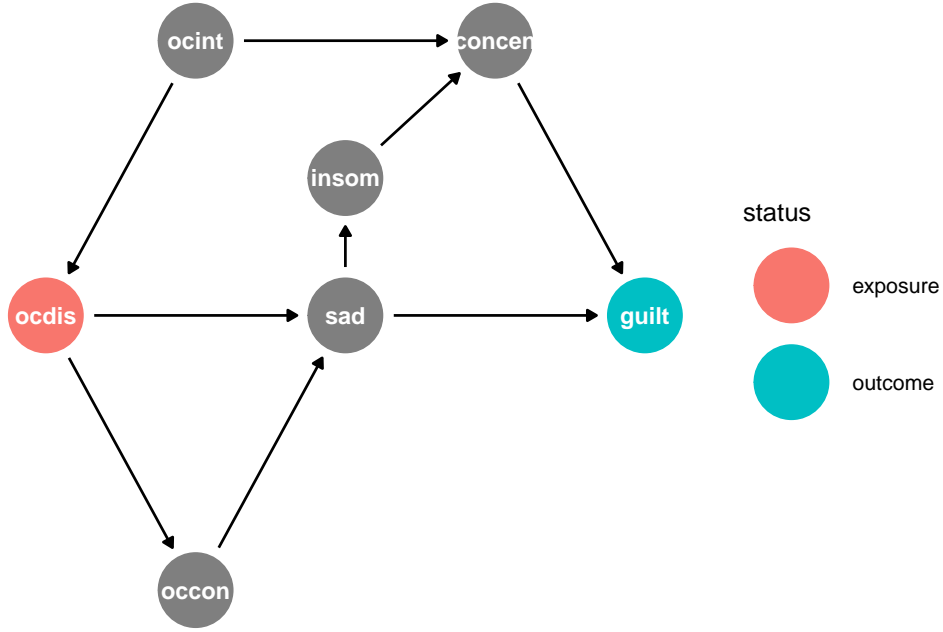 ocint
concen
insom
status
exposure
ocdis
sad
guilt
outcome
occon